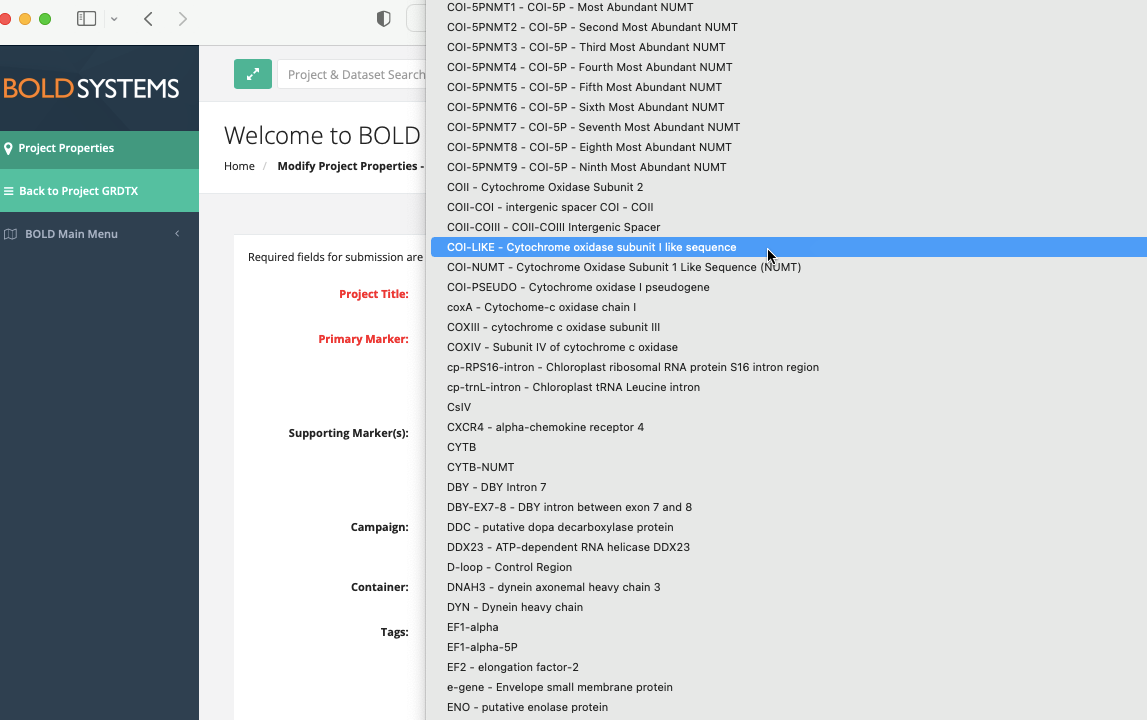 BOLDSYSTEMS
Project Properties
Back to Project GRDTX
BOLD Main Menu
Project & Dataset Search
Welcome to BOLD
Home / Modify Project Properties -
Required fields for submission are
Project Title:
Primary Marker:
Supporting Marker(s):
Campaign:
Container:
Tags:
COI-5PNMT1 - COI-5P - Most Abundant NUMT
COI-5PNMT2 - COI-5P - Second Most Abundant NUMT
COI-5PNMT3 - COI-5P - Third Most Abundant NUMT
COI-5PNMT4 - COI-5P - Fourth Most Abundant NUMT
COI-5PNMT5 - COI-5P - Fifth Most Abundant NUMT
COI-5PNMT6 - COI-5P - Sixth Most Abundant NUMT
COI-5PNMT7 - COI-5P - Seventh Most Abundant NUMT
COI-5PNMT8 - COI-5P - Eighth Most Abundant NUMT
COI-5PNMT9 - COI-5P - Ninth Most Abundant NUMT
COII - Cytochrome Oxidase Subunit 2
COII-COI - intergenic spacer COI - COII
COII-COIII - COII-COIII Intergenic Spacer
COI-LIKE - Cytochrome oxidase subunit I like sequence
COI-NUMT - Cytochrome Oxidase Subunit 1 Like Sequence (NUMT)
COI-PSEUDO - Cytochrome oxidase I pseudogene
coxA - Cytochome-c oxidase chain I
COXIII - cytochrome c oxidase subunit III
COXIV - Subunit IV of cytochrome c oxidase
cp-RPS16-intron - Chloroplast ribosomal RNA protein S16 intron region
cp-trnL-intron - Chloroplast tRNA Leucine intron
CsIV
CXCR4 - alpha-chemokine receptor 4
CYTB
CYTB-NUMT
DBY - DBY Intron 7
DBY-EX7-8 - DBY intron between exon 7 and 8
DDC - putative dopa decarboxylase protein
DDX23 - ATP-dependent RNA helicase DDX23
D-loop - Control Region
DNAH3 - dynein axonemal heavy chain 3
DYN - Dynein heavy chain
EF1-alpha
EF1-alpha-5P
EF2 - elongation factor-2
e-gene - Envelope small membrane protein
ENO - putative enolase protein